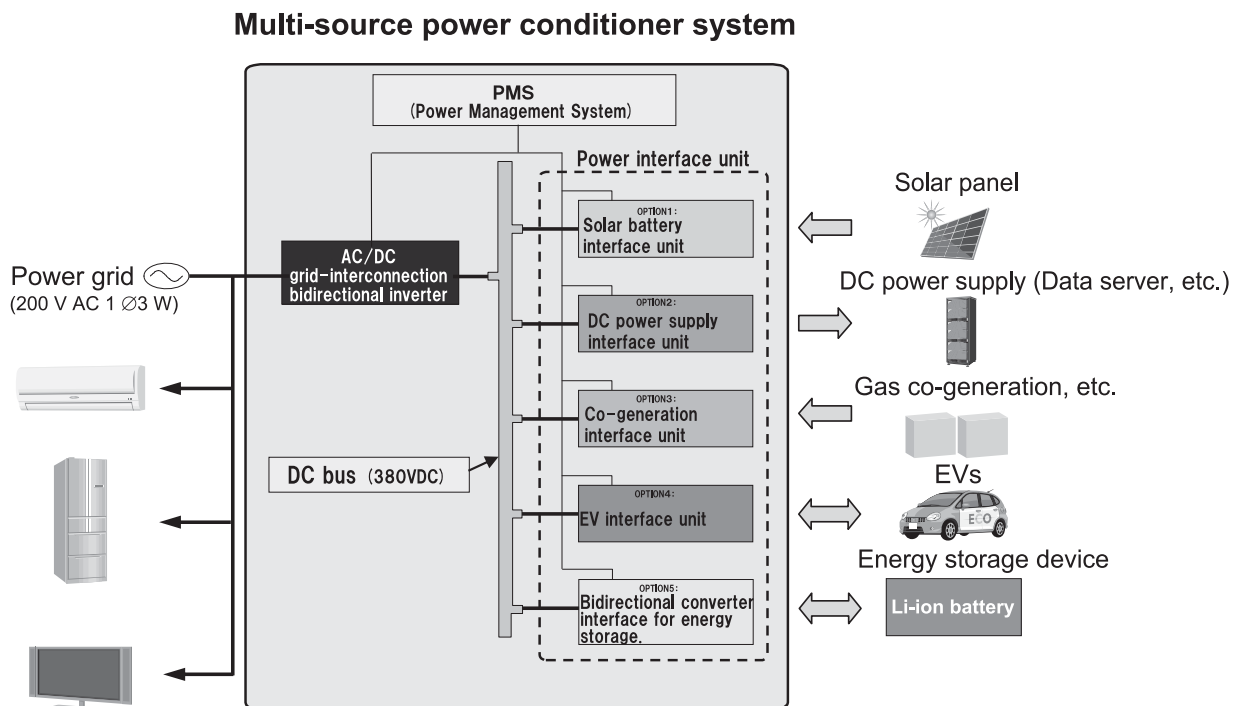 Multi-source power conditioner system
PMS
(Power Management System)
Power interface unit
OPTION1:
Solar battery
interface unit
Solar panel
AC/DC
grid-interconnection
bidirectional inverter
Power grid
(200 V AC 1 Ø3 W)
OPTION2:
DC power supply
interface unit
DC power supply (Data server, etc.)
OPTION3:
Co-generation
interface unit
Gas co-generation, etc.
DC bus (380VDC)
OPTION4:
EV interface unit
EVs
ECO
OPTION5:
Bidirectional converter
interface for energy
storage.
Energy storage device
Li-ion battery